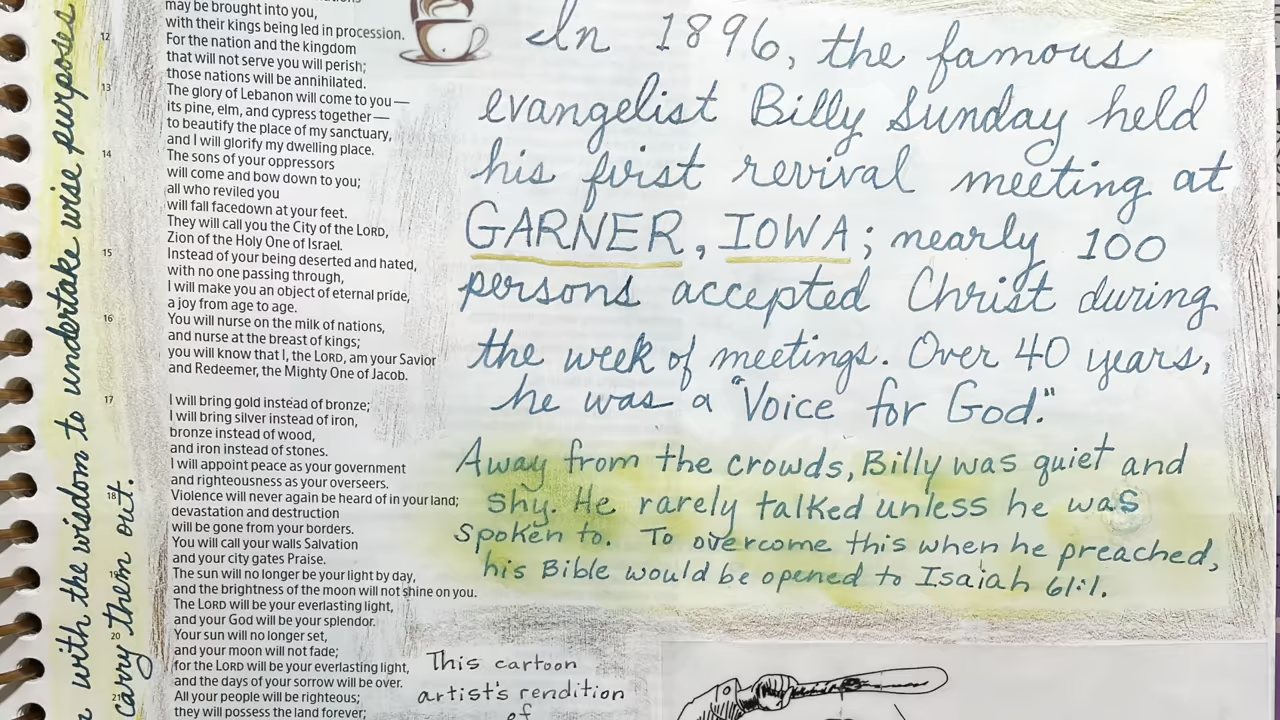 may be brought into you,
with their kings being led in procession.
12 For the nation and the kingdom
that will not serve you will perish;
those nations will be annihilated.
13 The glory of Lebanon will come to you —
its pine, elm, and cypress together —
to beautify the place of my sanctuary,
and I will glorify my dwelling place.
14 The sons of your oppressors
will come and bow down to you;
all who reviled you
will fall facedown at your feet.
They will call you the City of the LORD,
Zion of the Holy One of Israel.
15 Instead of your being deserted and hated,
with no one passing through,
I will make you an object of eternal pride,
a joy from age to age.
16 You will nurse on the milk of nations,
and nurse at the breast of kings;
you will know that I, the LORD, am your Savior
and Redeemer, the Mighty One of Jacob.
17 I will bring gold instead of bronze;
I will bring silver instead of iron,
bronze instead of wood,
and iron instead of stones.
I will appoint peace as your government
and righteousness as your overseers.
18 Violence will never again be heard of in your land;
devastation and destruction
will be gone from your borders.
You will call your walls Salvation
and your city gates Praise.
19 The sun will no longer be your light by day,
and the brightness of the moon will not shine on you.
The LORD will be your everlasting light,
and your God will be your splendor.
20 Your sun will no longer set,
and your moon will not fade;
for the LORD will be your everlasting light,
and the days of your sorrow will be over.
21 All your people will be righteous;
they will possess the land forever;
with the wisdom to undertake wise purposes
carry them out.
In 1896, the famous
evangelist Billy Sunday held
his first revival meeting at
GARNER, IOWA; nearly 100
persons accepted Christ during
the week of meetings. Over 40 years,
he was a "Voice for God."
Away from the crowds, Billy was quiet and
shy. He rarely talked unless he was
spoken to. To overcome this when he preached,
his Bible would be opened to Isaiah 61:1.
This cartoon
artist's rendition
of